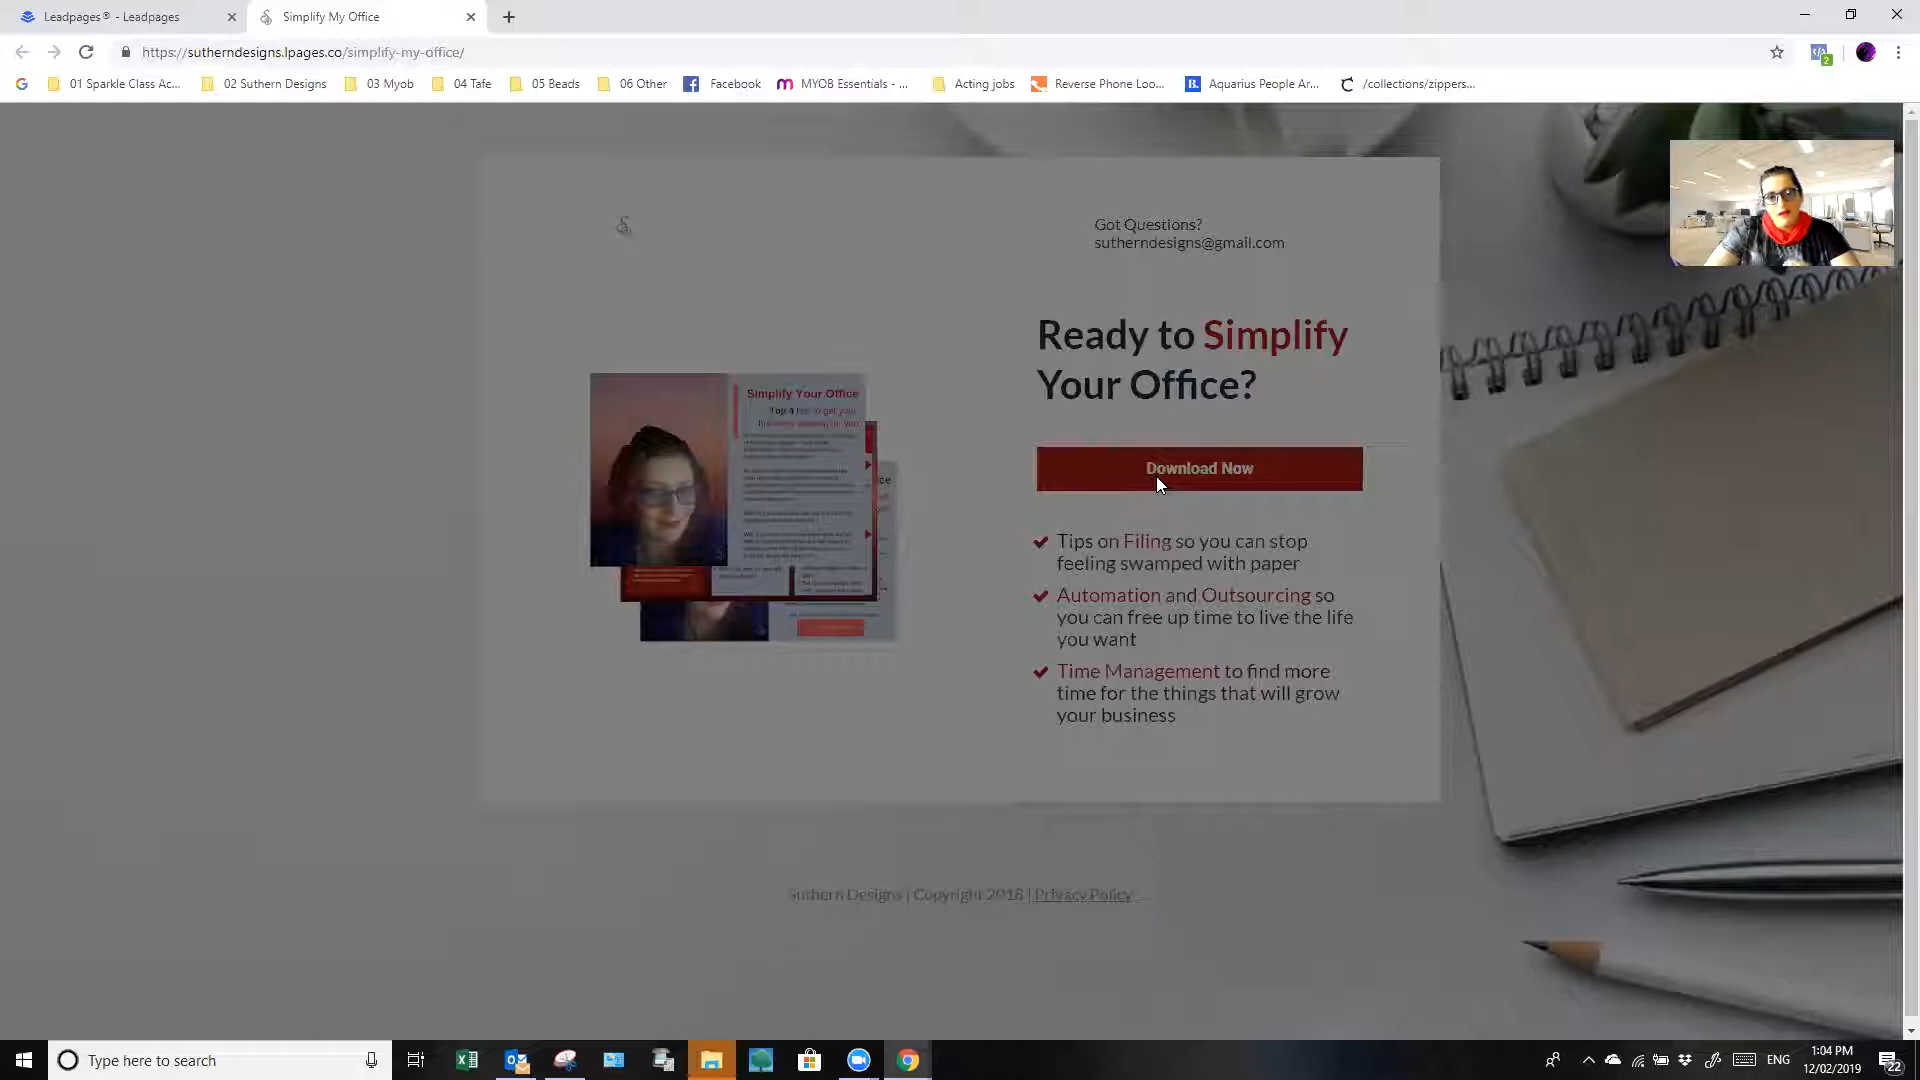 Leadpages® - Leadpages
Simplify My Office
https://sutherndesigns.lpages.co/simplify-my-office/
2
01 Sparkle Class Ac...
02 Suthern Designs
03 Myob
04 Tafe
05 Beads
06 Other
Facebook
MYOB Essentials - ...
Acting jobs
Reverse Phone Loo...
Aquarius People Ar...
/collections/zippers...
Got Questions?
sutherndesigns@gmail.com
Ready to Simplify
Your Office?
Simplify Your Office
Download Now
Tips on Filing so you can stop
feeling swamped with paper
Automation and Outsourcing so
you can free up time to live the life
you want
Time Management to find more
time for the things that will grow
your business
Suthern Designs | Copyright 2018 | Privacy Policy
Type here to search
ENG
1:04 PM
12/02/2019
22